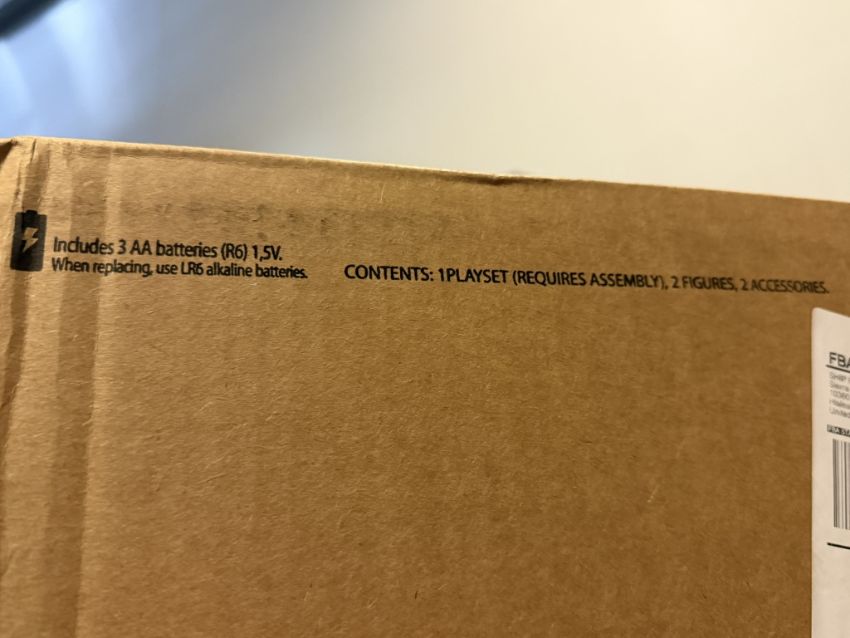 Includes 3 AA batteries (R6) 1,5V.
When replacing, use LR6 alkaline batteries.
CONTENTS: 1PLAYSET (REQUIRES ASSEMBLY), 2 FIGURES, 2 ACCESSORIES.
FBA